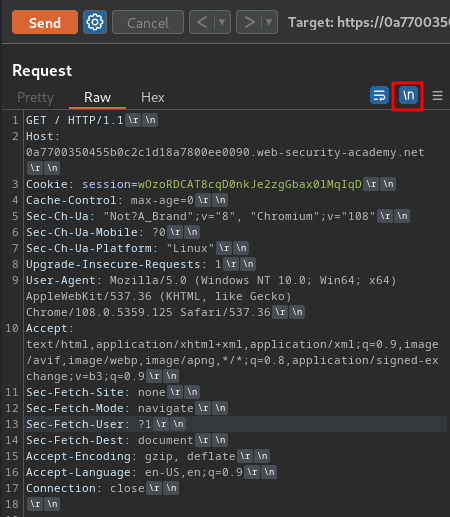 Send Cancel < > Target: https://0a7700350
Request
Pretty Raw Hex \n
1 GET / HTTP/1.1 \r \n
2 Host:
0a7700350455b0c2c1d18a7800ee0090.web-security-academy.net
\r \n
3 Cookie: session=wOzoRDCAT8cqD0nkJe2zgGbax0lMqIqD \r \n
4 Cache-Control: max-age=0 \r \n
5 Sec-Ch-Ua: "Not?A_Brand";v="8", "Chromium";v="108" \r \n
6 Sec-Ch-Ua-Mobile: ?0 \r \n
7 Sec-Ch-Ua-Platform: "Linux" \r \n
8 Upgrade-Insecure-Requests: 1 \r \n
9 User-Agent: Mozilla/5.0 (Windows NT 10.0; Win64; x64)
AppleWebKit/537.36 (KHTML, like Gecko)
Chrome/108.0.5359.125 Safari/537.36 \r \n
10 Accept:
text/html,application/xhtml+xml,application/xml;q=0.9,image
/avif,image/webp,image/apng,*/*;q=0.8,application/signed-ex
change;v=b3;q=0.9 \r \n
11 Sec-Fetch-Site: none \r \n
12 Sec-Fetch-Mode: navigate \r \n
13 Sec-Fetch-User: ?1 \r \n
14 Sec-Fetch-Dest: document \r \n
15 Accept-Encoding: gzip, deflate \r \n
16 Accept-Language: en-US,en;q=0.9 \r \n
17 Connection: close \r \n
18 \r \n